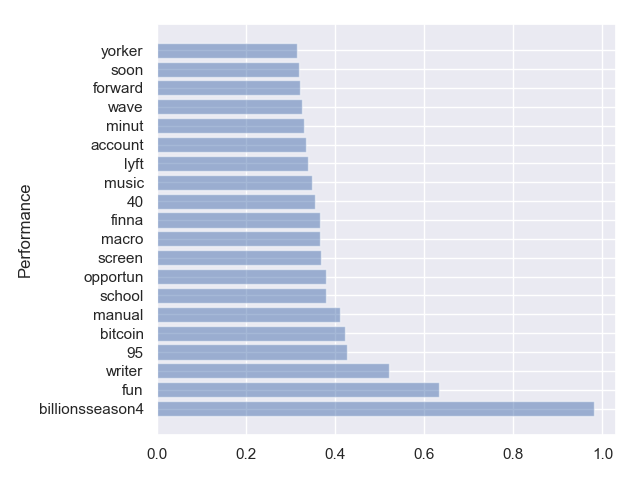 yorker
soon
forward
wave
minut
account
lyft
music
40
finna
macro
screen
opportun
school
manual
bitcoin
95
writer
fun
billionsseason4
Performance
0.0 0.2 0.4 0.6 0.8 1.0